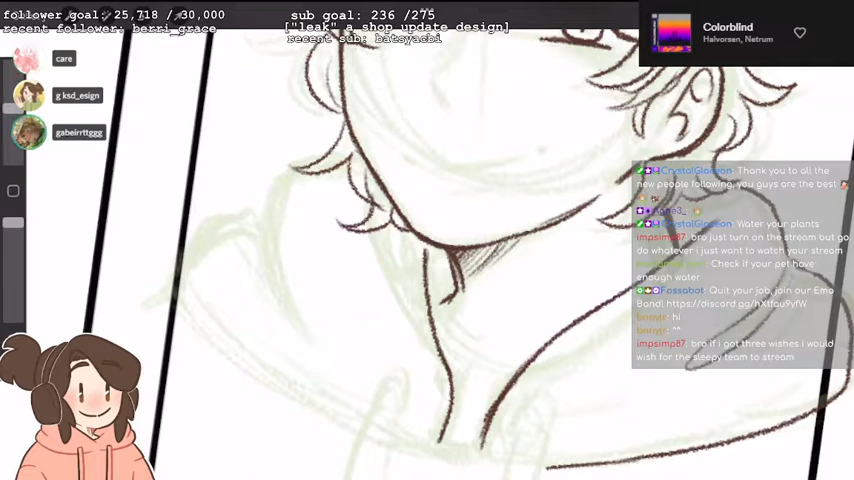 follower goal: 25,718 / 30,000
recent follower: berri_grace
sub goal: 236 /275
["leak" a shop update design]
recent sub: batsyacbi
Colorblind
Halvorsen, Netrum
care
g ksd_esign
gabeirrttggg
CrystalGlaceon: Thank you to all the
new people following, you guys are the best
CrystalGlaceon: Water your
plants
impsimp87: bro just turn on the stream but go
do whatever i just want to watch your stream
Check if your pet have
enough water
Fossabot: Quit your job, join our Emo
Band! https://discord.gg/hXtfau9yfW
hi
^^
impsimp87: bro if i got three wishes i would
wish for the sleepy team to stream